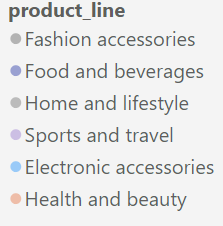 product_line
Fashion accessories
Food and beverages
Home and lifestyle
Sports and travel
Electronic accessories
Health and beauty